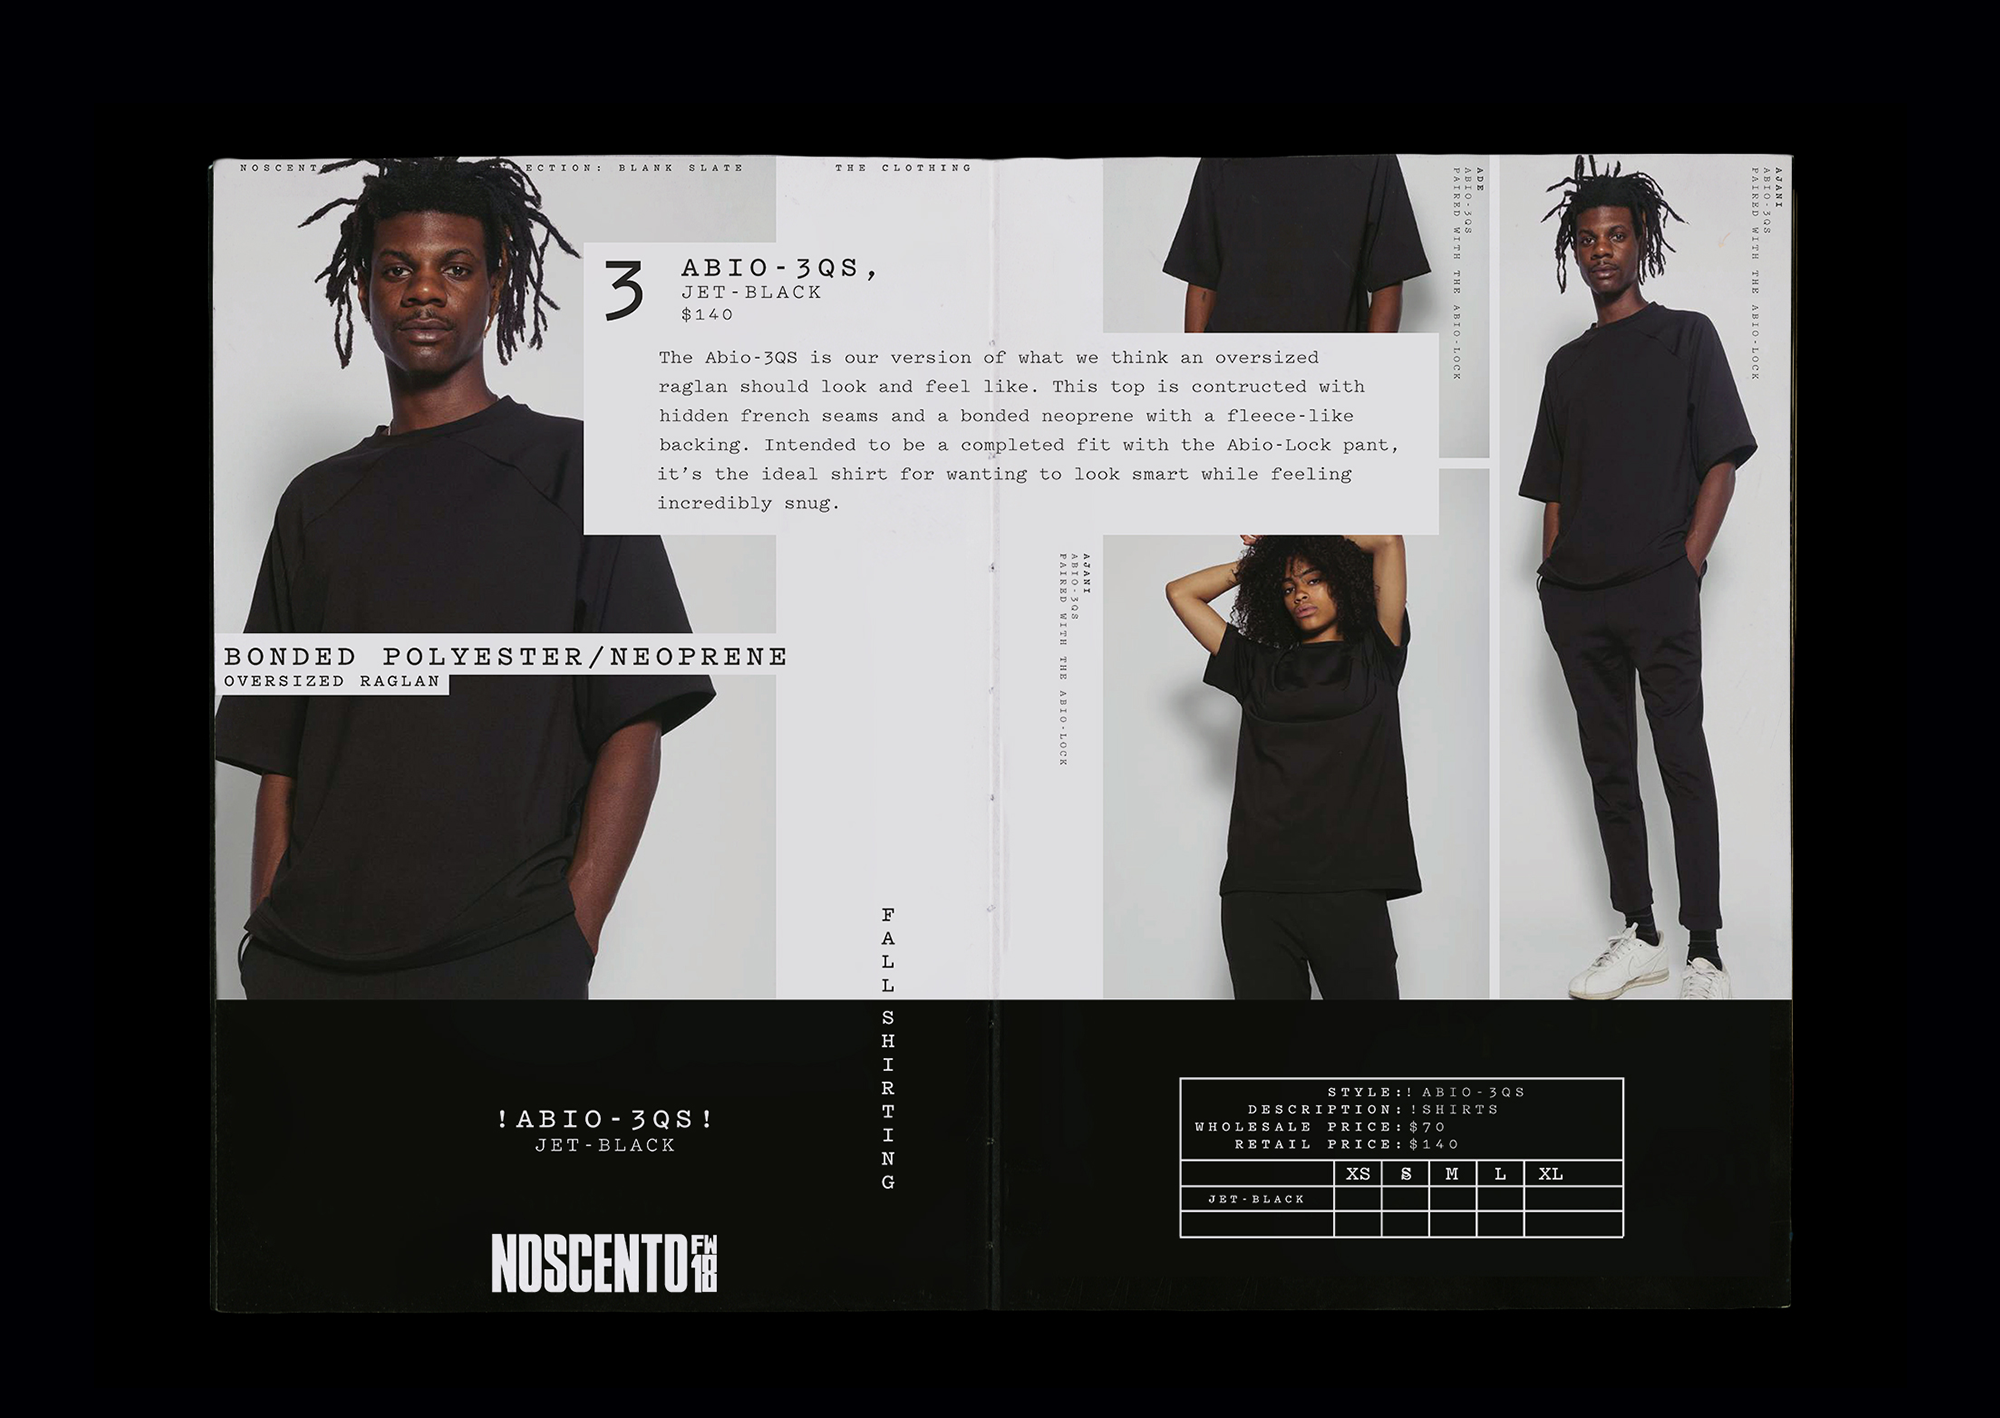 NOSCENTO
ECTION: BLANK SLATE
THE CLOTHING
3
ABIO-3QS,
JET-BLACK
$140
The Abio-3QS is our version of what we think an oversized
raglan should look and feel like. This top is contructed with
hidden french seams and a bonded neoprene with a fleece-like
backing. Intended to be a completed fit with the Abio-Lock pant,
it’s the ideal shirt for wanting to look smart while feeling
incredibly snug.
BONDED POLYESTER/NEOPRENE
OVERSIZED RAGLAN
FALL SHIRTING
!ABIO-3QS!
JET-BLACK
NOSCENTO FW18
ADE
ABIO-3QS
PAIRED WITH THE ABIO-LOCK
AJANI
ABIO-3QS
PAIRED WITH THE ABIO-LOCK
AJANI
ABIO-3QS
PAIRED WITH THE ABIO-LOCK
STYLE:!ABIO-3QS
DESCRIPTION:!SHIRTS
WHOLESALE PRICE:$70
RETAIL PRICE:$140
XS S M L XL
JET-BLACK